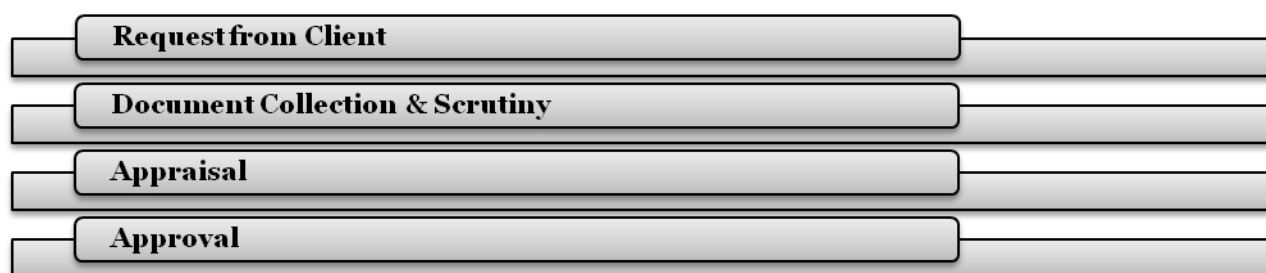 Request from Client
Document Collection & Scrutiny
Appraisal
Approval